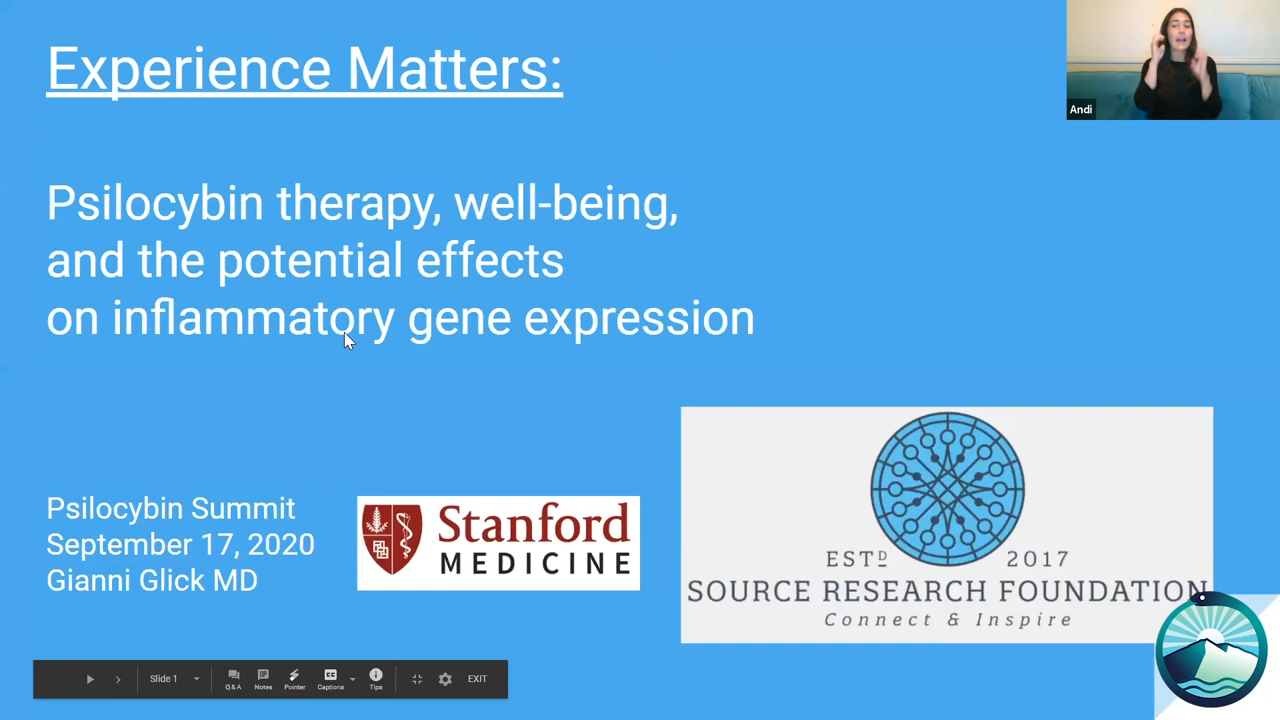 Experience Matters:
Andi
Psilocybin therapy, well-being,
and the potential effects
on inflammatory gene expression
Psilocybin Summit
September 17, 2020
Gianni Glick MD
Stanford
MEDICINE
ESTD 2017
SOURCE RESEARCH FOUNDATION
Connect & Inspire
Slide 1
Q&A
Notes
Pointer
Captions
Tips
EXIT